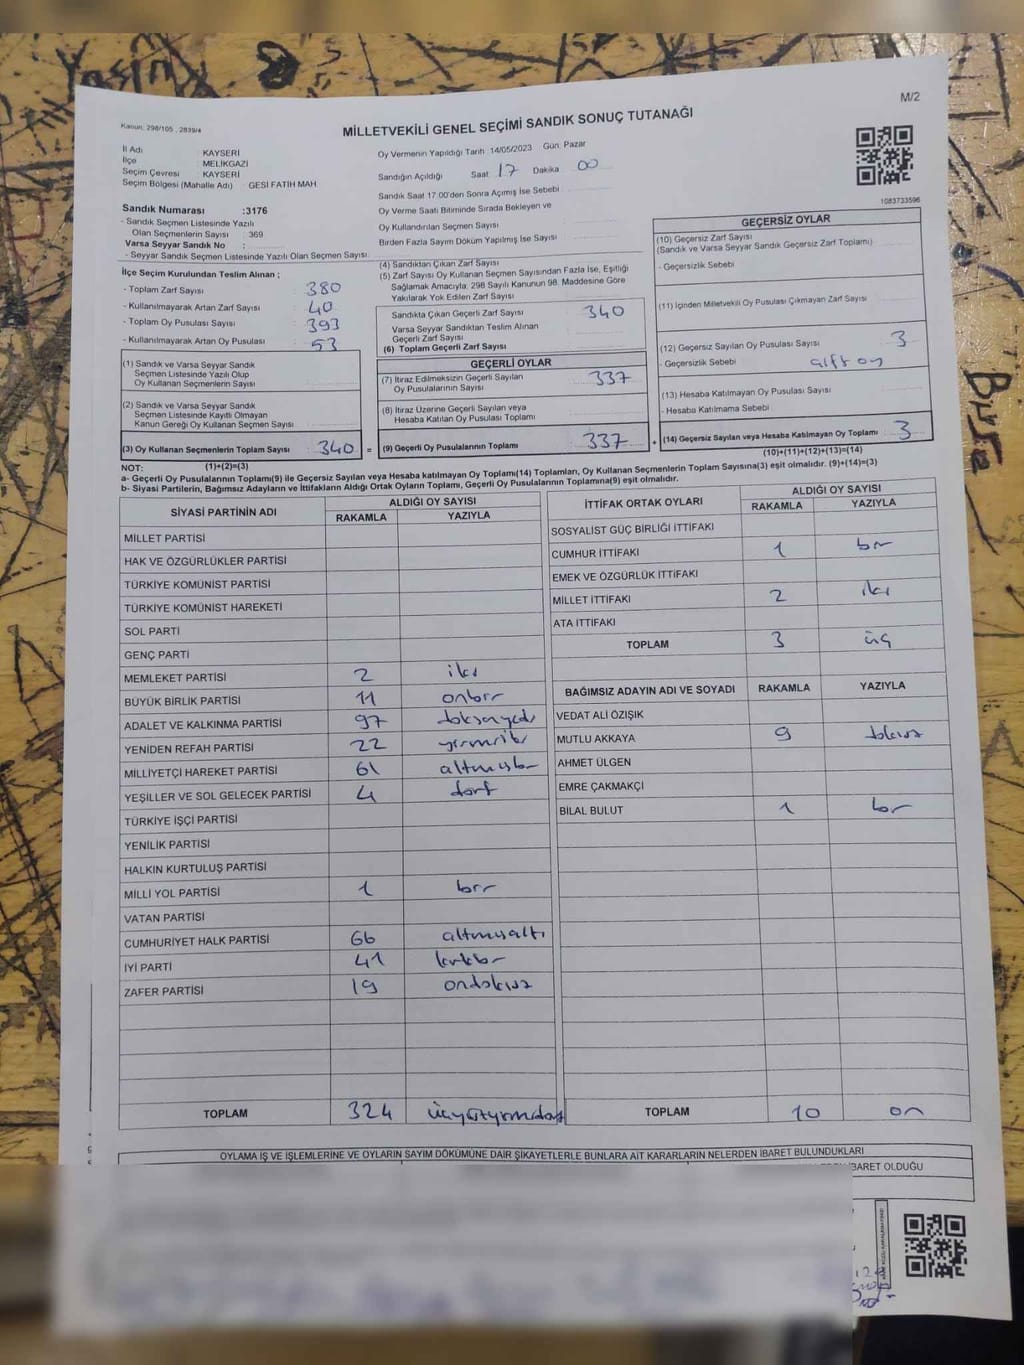 M/2
Kanun: 298/105 , 2839/4
MİLLETVEKİLİ GENEL SEÇİMİ SANDIK SONUÇ TUTANAĞI
İl Adı KAYSERİ
İlçe MELİKGAZİ
Seçim Çevresi KAYSERİ
Seçim Bölgesi (Mahalle Adı) : GESİ FATİH MAH
Sandık Numarası :3176
- Sandık Seçmen Listesinde Yazılı
Olan Seçmenlerin Sayısı : 369
Varsa Seyyar Sandık No :
- Seyyar Sandık Seçmen Listesinde Yazılı Olan Seçmen Sayısı
Oy Vermenin Yapıldığı Tarih 14/05/2023 Gün: Pazar
Sandığın Açıldığı Saat 17 Dakika 00
Sandık Saat 17.00'den Sonra Açılmış İse Sebebi
Oy Verme Saati Bitiminde Sırada Bekleyen ve
Oy Kullandırılan Seçmen Sayısı
Birden Fazla Sayım Döküm Yapılmış İse Sayısı
1083733596
İlçe Seçim Kurulundan Teslim Alınan ;
- Toplam Zarf Sayısı : 380
- Kullanılmayarak Artan Zarf Sayısı : 40
- Toplam Oy Pusulası Sayısı : 393
- Kullanılmayarak Artan Oy Pusulası : 53
(1) Sandık ve Varsa Seyyar Sandık
Seçmen Listesinde Yazılı Olup
Oy Kullanan Seçmenlerin Sayısı
(2) Sandık ve Varsa Seyyar Sandık
Seçmen Listesinde Kayıtlı Olmayan
Kanun Gereği Oy Kullanan Seçmen Sayısı
(3) Oy Kullanan Seçmenlerin Toplam Sayısı 340 =
(1)+(2)=(3)
(4) Sandıktan Çıkan Zarf Sayısı
(5) Zarf Sayısı Oy Kullanan Seçmen Sayısından Fazla İse, Eşitliği
Sağlamak Amacıyla, 298 Sayılı Kanunun 98. Maddesine Göre
Yakılarak Yok Edilen Zarf Sayısı
Sandıkta Çıkan Geçerli Zarf Sayısı 340
Varsa Seyyar Sandıktan Teslim Alınan
Geçerli Zarf Sayısı
(6) Toplam Geçerli Zarf Sayısı
GEÇERLİ OYLAR
(7) İtiraz Edilmeksizin Geçerli Sayılan
Oy Pusulalarının Sayısı 337
(8) İtiraz Üzerine Geçerli Sayılan veya
Hesaba Katılan Oy Pusulası Toplamı
(9) Geçerli Oy Pusulalarının Toplamı 337 +
GEÇERSİZ OYLAR
(10) Geçersiz Zarf Sayısı
(Sandık ve Varsa Seyyar Sandık Geçersiz Zarf Toplamı)
- Geçersizlik Sebebi
(11) İçinden Milletvekili Oy Pusulası Çıkmayan Zarf Sayısı
(12) Geçersiz Sayılan Oy Pusulası Sayısı 3
- Geçersizlik Sebebi çift oy
(13) Hesaba Katılmayan Oy Pusulası Sayısı
- Hesaba Katılmama Sebebi
(14) Geçersiz Sayılan veya Hesaba Katılmayan Oy Toplamı 3
(10)+(11)+(12)+(13)=(14)
NOT:
a- Geçerli Oy Pusulalarının Toplamı(9) ile Geçersiz Sayılan veya Hesaba katılmayan Oy Toplamı(14) Toplamları, Oy Kullanan Seçmenlerin Toplam Sayısına(3) eşit olmalıdır. (9)+(14)=(3)
b- Siyasi Partilerin, Bağımsız Adayların ve İttifakların Aldığı Ortak Oyların Toplamı, Geçerli Oy Pusulalarının Toplamına(9) eşit olmalıdır.
SİYASİ PARTİNİN ADI ALDIĞI OY SAYISI
RAKAMLA YAZIYLA
MİLLET PARTİSİ
HAK VE ÖZGÜRLÜKLER PARTİSİ
TÜRKİYE KOMÜNİST PARTİSİ
TÜRKİYE KOMÜNİST HAREKETİ
SOL PARTİ
GENÇ PARTİ
MEMLEKET PARTİSİ 2 iki
BÜYÜK BİRLİK PARTİSİ 11 onbir
ADALET VE KALKINMA PARTİSİ 97 doksanyedi
YENİDEN REFAH PARTİSİ 22 yirmiiki
MİLLİYETÇİ HAREKET PARTİSİ 61 altmışbir
YEŞİLLER VE SOL GELECEK PARTİSİ 4 dört
TÜRKİYE İŞÇİ PARTİSİ
YENİLİK PARTİSİ
HALKIN KURTULUŞ PARTİSİ
MİLLİ YOL PARTİSİ 1 bir
VATAN PARTİSİ
CUMHURİYET HALK PARTİSİ 66 altmışaltı
İYİ PARTİ 41 kırkbir
ZAFER PARTİSİ 19 ondokuz
TOPLAM 324 üçyüzyirmidört
İTTİFAK ORTAK OYLARI ALDIĞI OY SAYISI
RAKAMLA YAZIYLA
SOSYALİST GÜÇ BİRLİĞİ İTTİFAKI
CUMHUR İTTİFAKI 1 bir
EMEK VE ÖZGÜRLÜK İTTİFAKI
MİLLET İTTİFAKI 2 iki
ATA İTTİFAKI
TOPLAM 3 üç
BAĞIMSIZ ADAYIN ADI VE SOYADI RAKAMLA YAZIYLA
VEDAT ALİ ÖZIŞIK
MUTLU AKKAYA 9 dokuz
AHMET ÜLGEN
EMRE ÇAKMAKÇİ
BİLAL BULUT 1 bir
TOPLAM 10 on
OYLAMA İŞ VE İŞLEMLERİNE VE OYLARIN SAYIM DÖKÜMÜNE DAİR ŞİKAYETLERLE BUNLARA AİT KARARLARIN NELERDEN İBARET BULUNDUKLARI
İBARET OLDUĞU
Yasin
Büşra